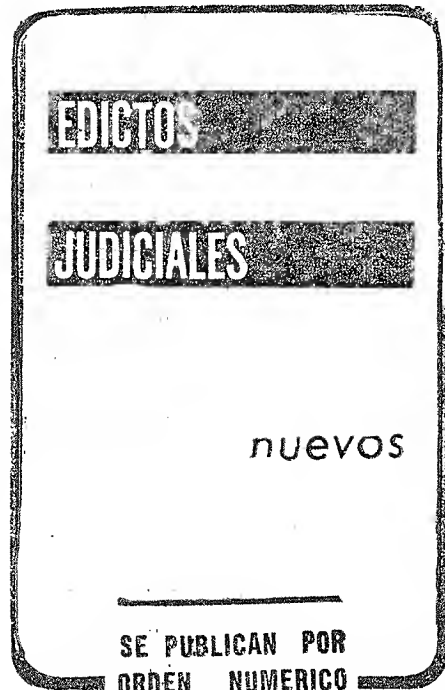 EDICTOS
JUDICIALES
nuevos
SE PUBLICAN POR
ORDEN NUMERICO